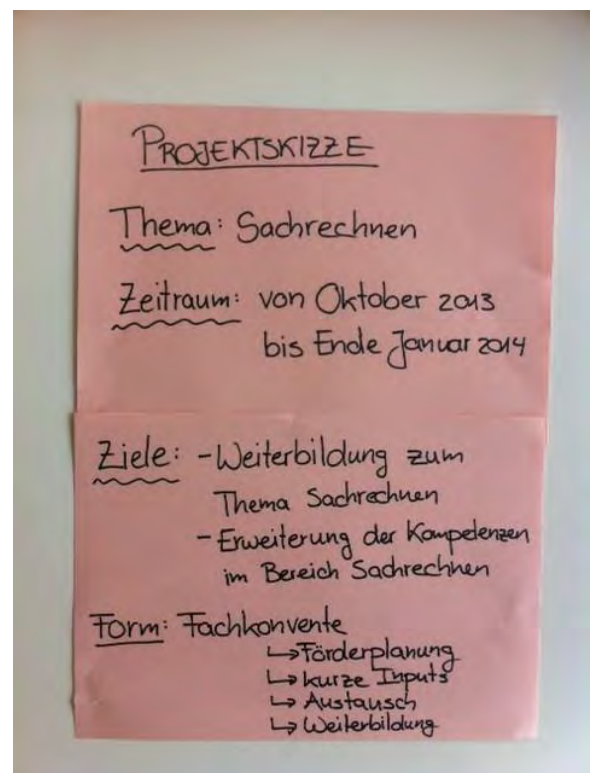 PROJEKTSKIZZE
Thema: Sachrechnen
Zeitraum: von Oktober 2013
bis Ende Januar 2014
Ziele: - Weiterbildung zum
Thema Sachrechnen
- Erweiterung der Kompetenzen
im Bereich Sachrechnen
Form: Fachkonvente
↳ Förderplanung
↳ kurze Inputs
↳ Austausch
↳ Weiterbildung